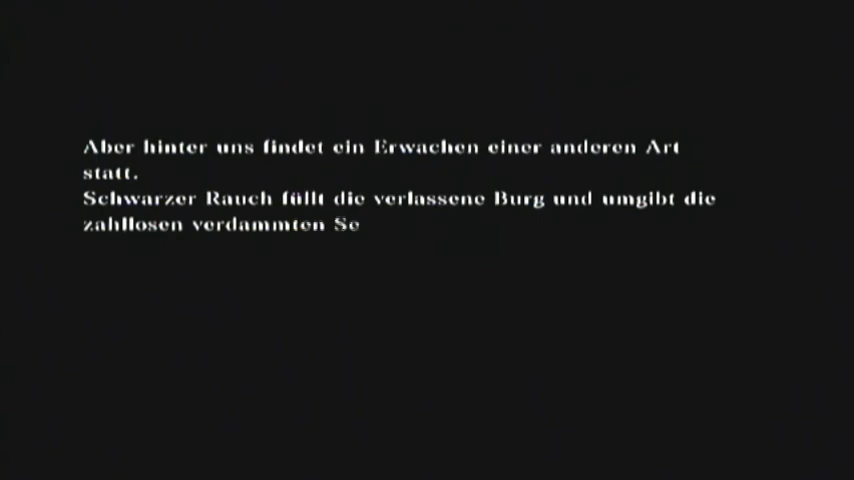 Aber hinter uns findet ein Erwachen einer anderen Art
statt.
Schwarzer Rauch füllt die verlassene Burg und umgibt die
zahllosen verdammten Se